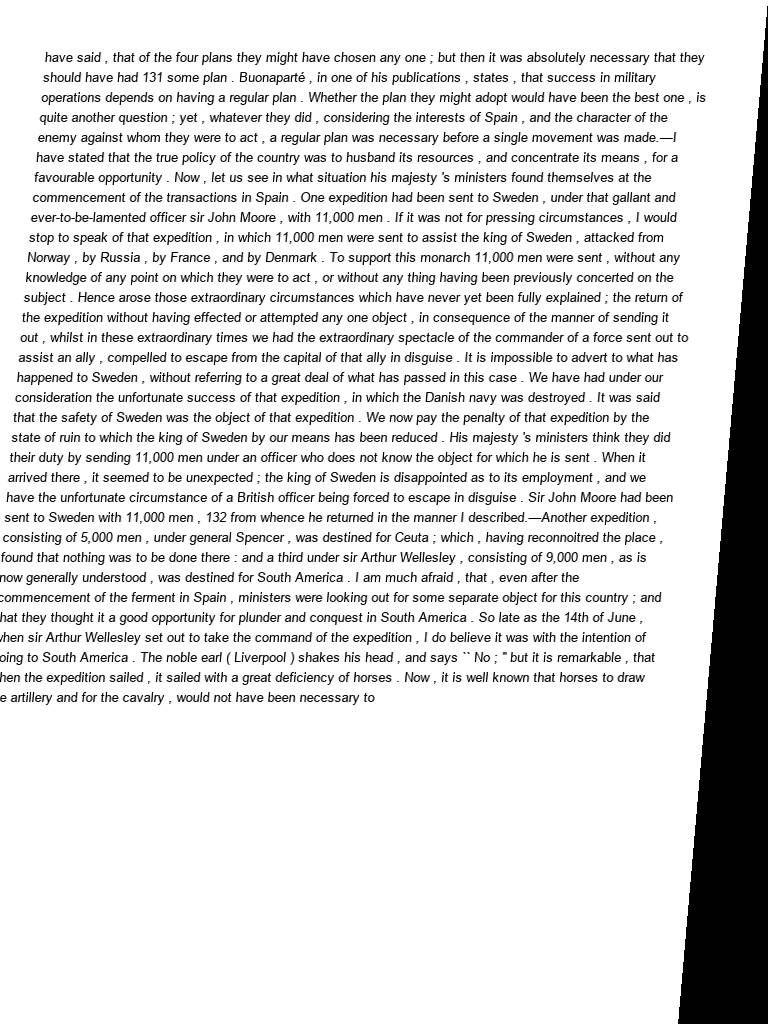 have said , that of the four plans they might have chosen any one ; but then it was absolutely necessary that they
should have had 131 some plan . Buonaparté , in one of his publications , states , that success in military
operations depends on having a regular plan . Whether the plan they might adopt would have been the best one , is
quite another question ; yet , whatever they did , considering the interests of Spain , and the character of the
enemy against whom they were to act , a regular plan was necessary before a single movement was made.—I
have stated that the true policy of the country was to husband its resources , and concentrate its means , for a
favourable opportunity . Now , let us see in what situation his majesty 's ministers found themselves at the
commencement of the transactions in Spain . One expedition had been sent to Sweden , under that gallant and
ever-to-be-lamented officer sir John Moore , with 11,000 men . If it was not for pressing circumstances , I would
stop to speak of that expedition , in which 11,000 men were sent to assist the king of Sweden , attacked from
Norway , by Russia , by France , and by Denmark . To support this monarch 11,000 men were sent , without any
knowledge of any point on which they were to act , or without any thing having been previously concerted on the
subject . Hence arose those extraordinary circumstances which have never yet been fully explained ; the return of
the expedition without having effected or attempted any one object , in consequence of the manner of sending it
out , whilst in these extraordinary times we had the extraordinary spectacle of the commander of a force sent out to
assist an ally , compelled to escape from the capital of that ally in disguise . It is impossible to advert to what has
happened to Sweden , without referring to a great deal of what has passed in this case . We have had under our
consideration the unfortunate success of that expedition , in which the Danish navy was destroyed . It was said
that the safety of Sweden was the object of that expedition . We now pay the penalty of that expedition by the
state of ruin to which the king of Sweden by our means has been reduced . His majesty 's ministers think they did
their duty by sending 11,000 men under an officer who does not know the object for which he is sent . When it
arrived there , it seemed to be unexpected ; the king of Sweden is disappointed as to its employment , and we
have the unfortunate circumstance of a British officer being forced to escape in disguise . Sir John Moore had been
sent to Sweden with 11,000 men , 132 from whence he returned in the manner I described.—Another expedition ,
consisting of 5,000 men , under general Spencer , was destined for Ceuta ; which , having reconnoitred the place ,
found that nothing was to be done there : and a third under sir Arthur Wellesley , consisting of 9,000 men , as is
now generally understood , was destined for South America . I am much afraid , that , even after the
commencement of the ferment in Spain , ministers were looking out for some separate object for this country ; and
hat they thought it a good opportunity for plunder and conquest in South America . So late as the 14th of June ,
when sir Arthur Wellesley set out to take the command of the expedition , I do believe it was with the intention of
oing to South America . The noble earl ( Liverpool ) shakes his head , and says `` No ; '' but it is remarkable , that
hen the expedition sailed , it sailed with a great deficiency of horses . Now , it is well known that horses to draw
e artillery and for the cavalry , would not have been necessary to